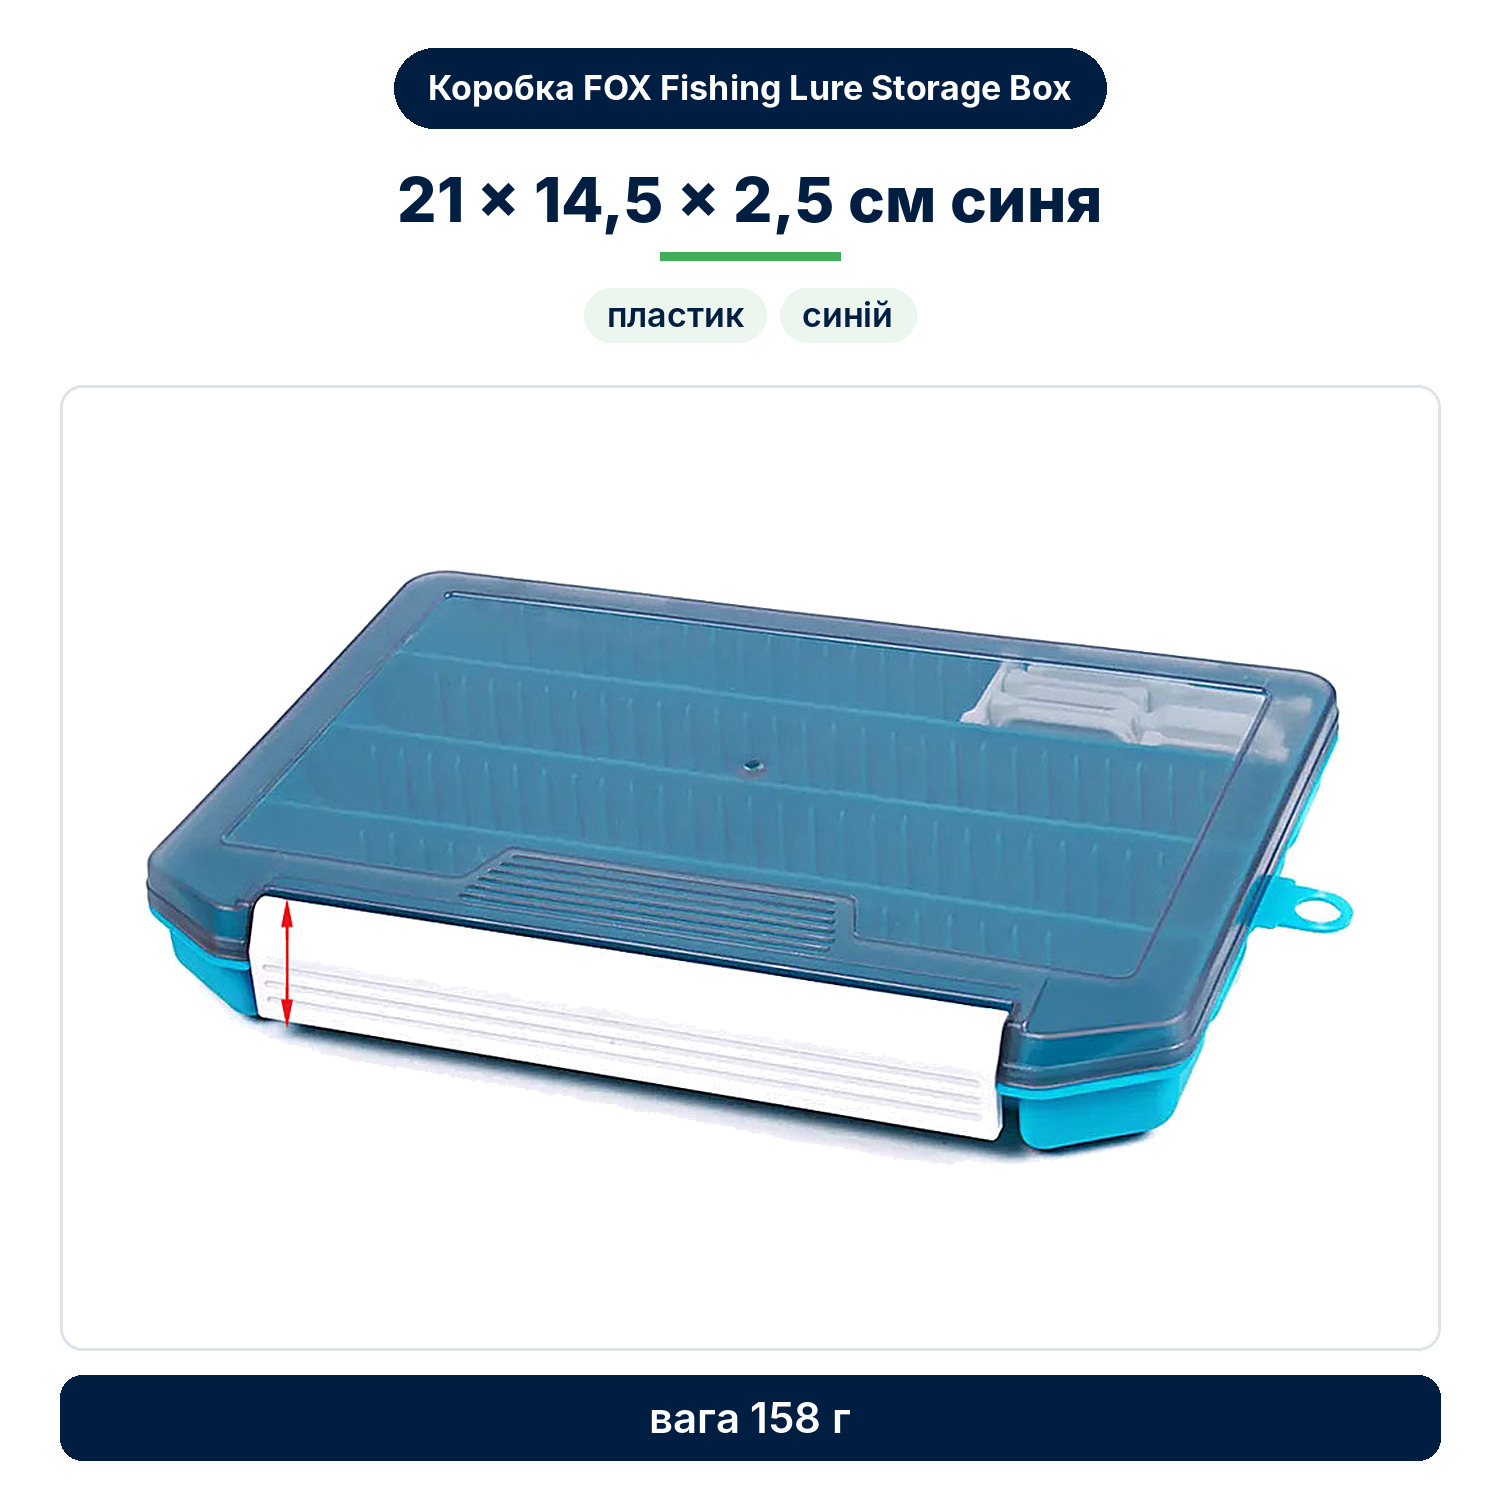 Коробка FOX Fishing Lure Storage Box
21 × 14,5 × 2,5 см синя
пластик синій
вага 158 г